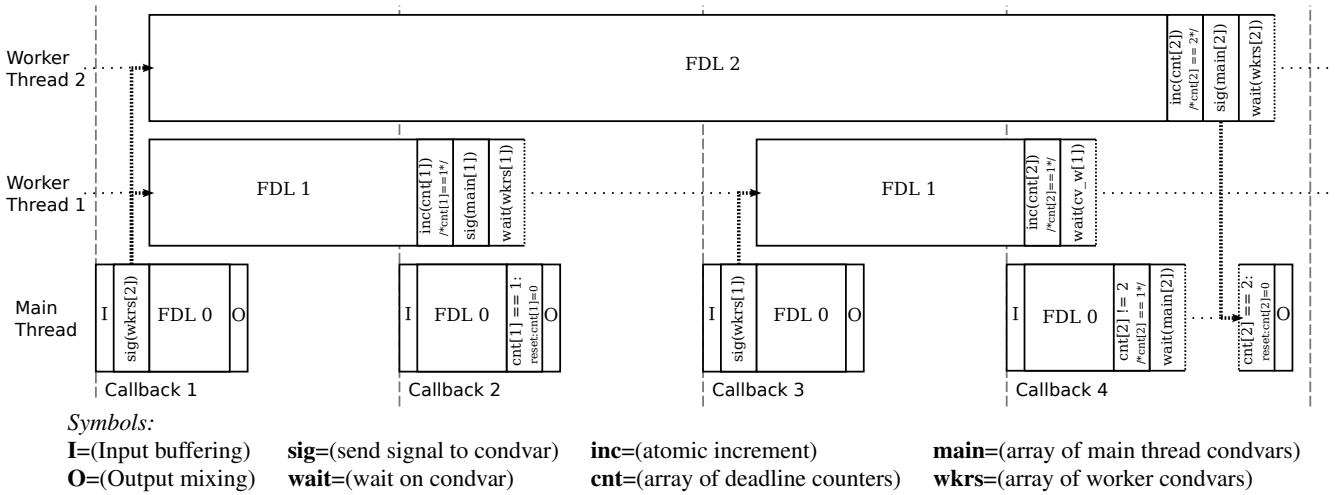 Worker
Thread 2
FDL 2
inc(cnt[2])
/*cnt[2] == 2*/
sig(main[2])
wait(wkrs[2])
Worker
Thread 1
FDL 1
inc(cnt[1])
/*cnt[1]==1*/
sig(main[1])
wait(wkrs[1])
FDL 1
inc(cnt[2])
/*cnt[2]==1*/
wait(cv_w[1])
Main
Thread
I
sig(wkrs[2])
FDL 0
O
I
FDL 0
cnt[1] == 1:
reset:cnt[1]=0
O
I
sig(wkrs[1])
FDL 0
O
I
FDL 0
cnt[2] != 2
/*cnt[2] == 1*/
wait(main[2])
cnt[2] == 2:
reset:cnt[2]=0
O
Callback 1
Callback 2
Callback 3
Callback 4
Symbols:
I=(Input buffering) sig=(send signal to condvar) inc=(atomic increment) main=(array of main thread condvars)
O=(Output mixing) wait=(wait on condvar) cnt=(array of deadline counters) wkrs=(array of worker condvars)